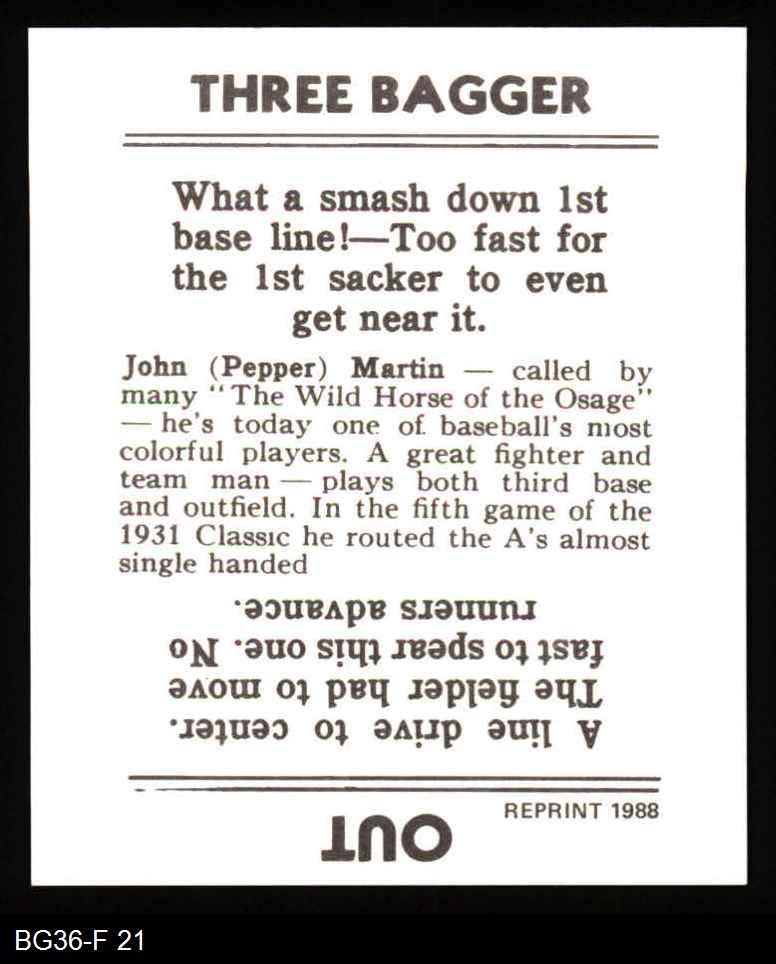 THREE BAGGER
What a smash down 1st
base line!—Too fast for
the 1st sacker to even
get near it.
John (Pepper) Martin — called by
many "The Wild Horse of the Osage"
— he's today one of baseball's most
colorful players. A great fighter and
team man — plays both third base
and outfield. In the fifth game of the
1931 Classic he routed the A's almost
single handed
REPRINT 1988
OUT
A line drive to center.
The fielder had to move
fast to spear this one. No
runners advance.
BG36-F 21